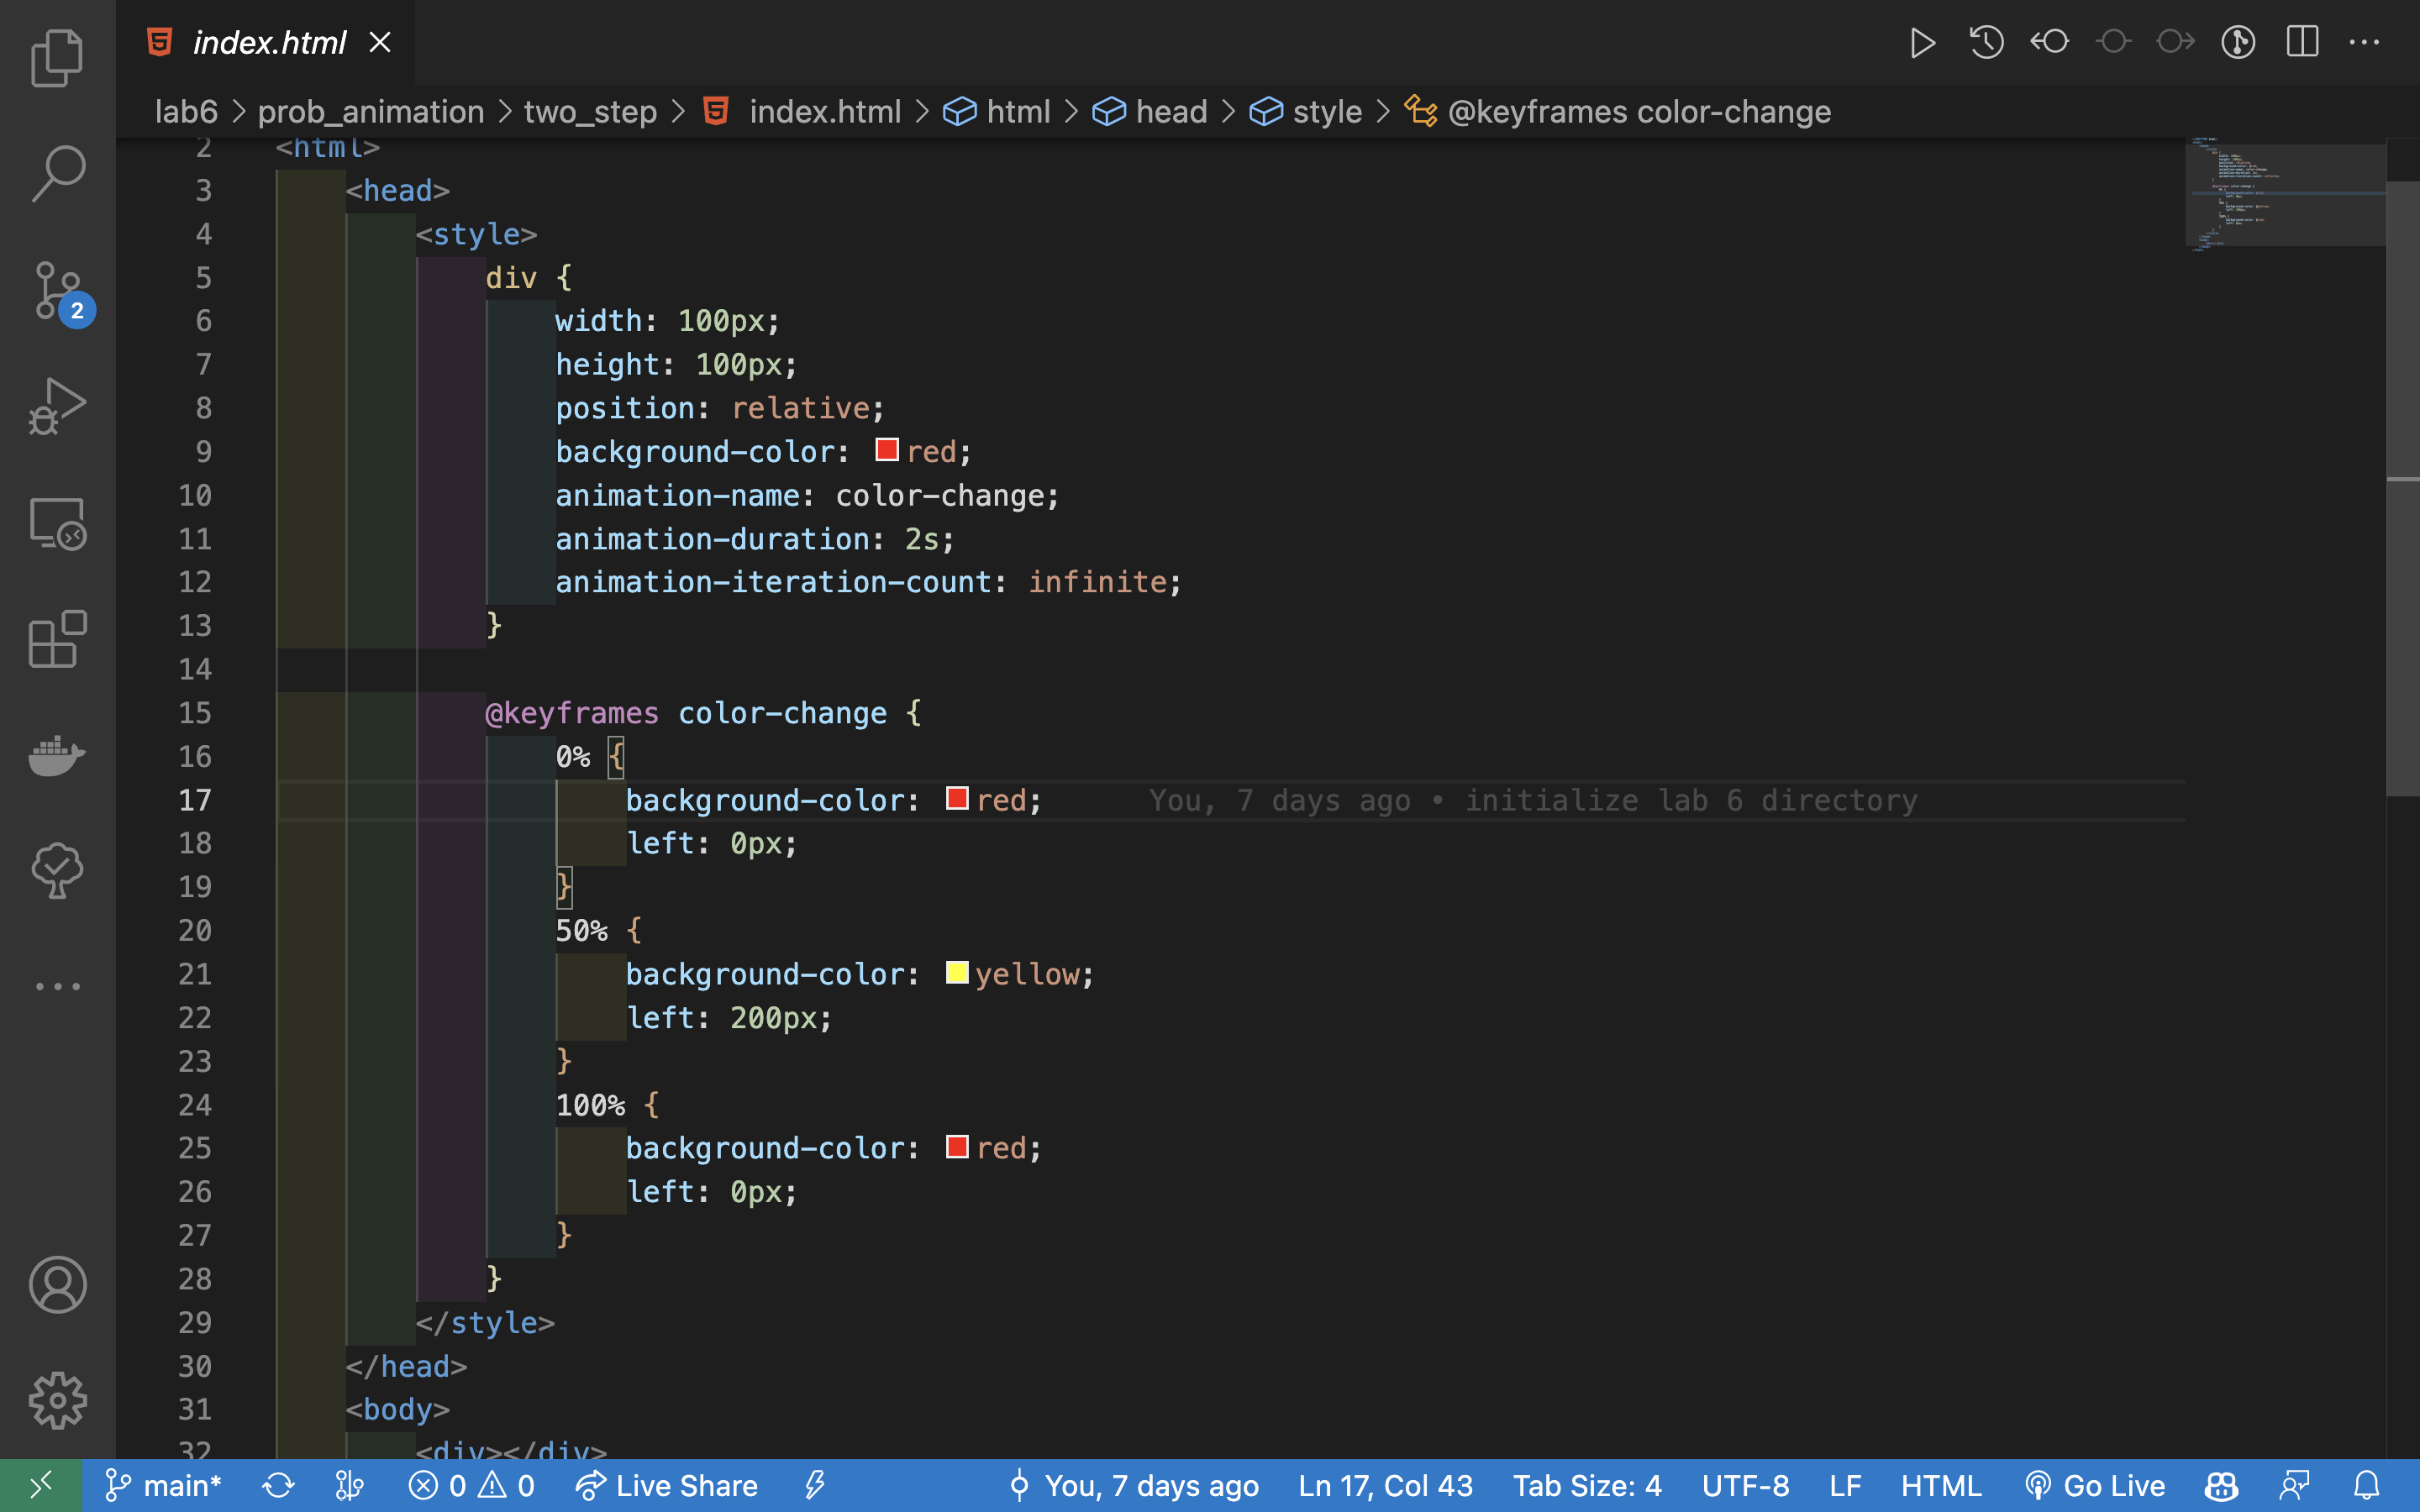 index.html
lab6 > prob_animation > two_step > index.html > html > head > style > @keyframes color-change
2 <html>
3 <head>
4 <style>
5 div {
6 width: 100px;
7 height: 100px;
8 position: relative;
9 background-color: red;
10 animation-name: color-change;
11 animation-duration: 2s;
12 animation-iteration-count: infinite;
13 }
14
15 @keyframes color-change {
16 0% {
17 background-color: red; You, 7 days ago • initialize lab 6 directory
18 left: 0px;
19 }
20 50% {
21 background-color: yellow;
22 left: 200px;
23 }
24 100% {
25 background-color: red;
26 left: 0px;
27 }
28 }
29 </style>
30 </head>
31 <body>
32 <div></div>
2
main* 0 0 Live Share You, 7 days ago Ln 17, Col 43 Tab Size: 4 UTF-8 LF HTML Go Live